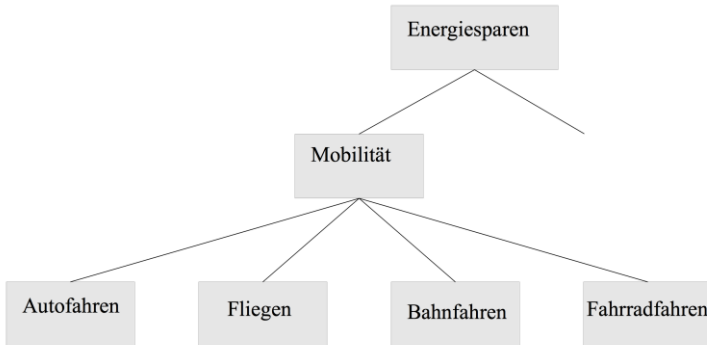 Energiesparen
Mobilität
Autofahren
Fliegen
Bahnfahren
Fahrradfahren